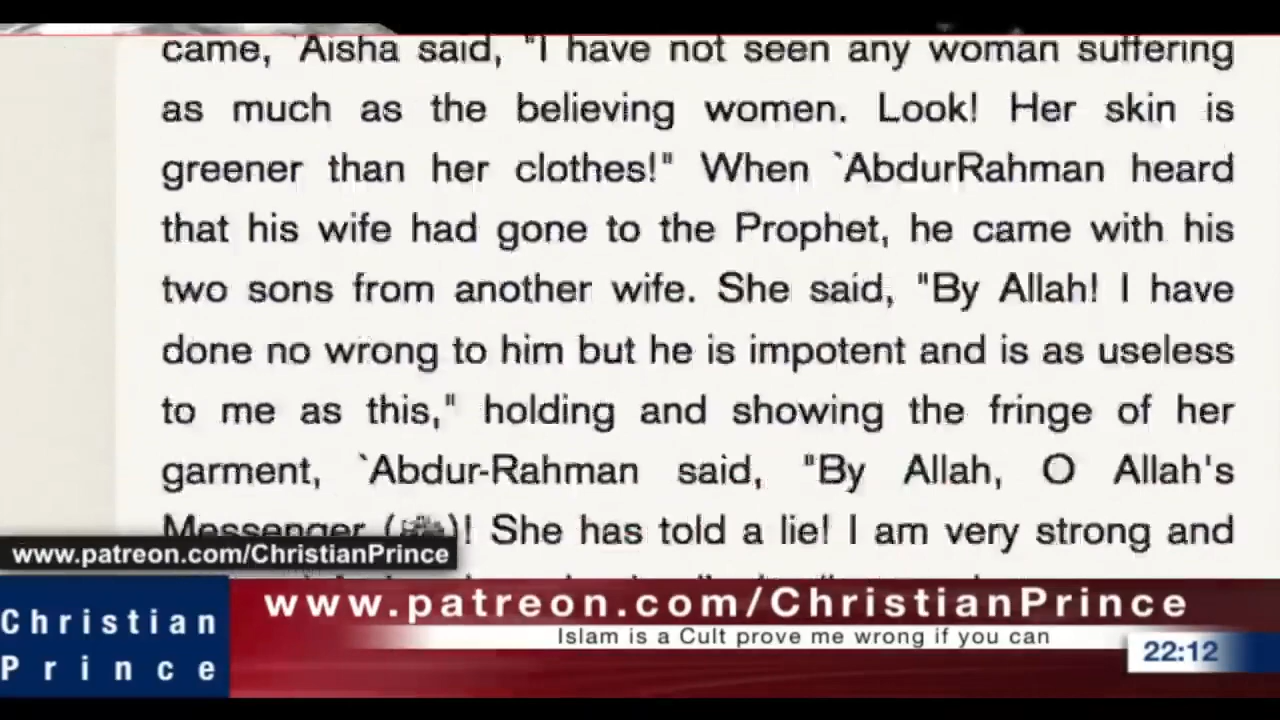 came, `Aisha said, "I have not seen any woman suffering
as much as the believing women. Look! Her skin is
greener than her clothes!" When `AbdurRahman heard
that his wife had gone to the Prophet, he came with his
two sons from another wife. She said, "By Allah! I have
done no wrong to him but he is impotent and is as useless
to me as this," holding and showing the fringe of her
garment, `Abdur-Rahman said, "By Allah, O Allah's
Messenger (ﷺ)! She has told a lie! I am very strong and
www.patreon.com/ChristianPrince
Christian
Prince
www.patreon.com/ChristianPrince
Islam is a Cult prove me wrong if you can
22:12